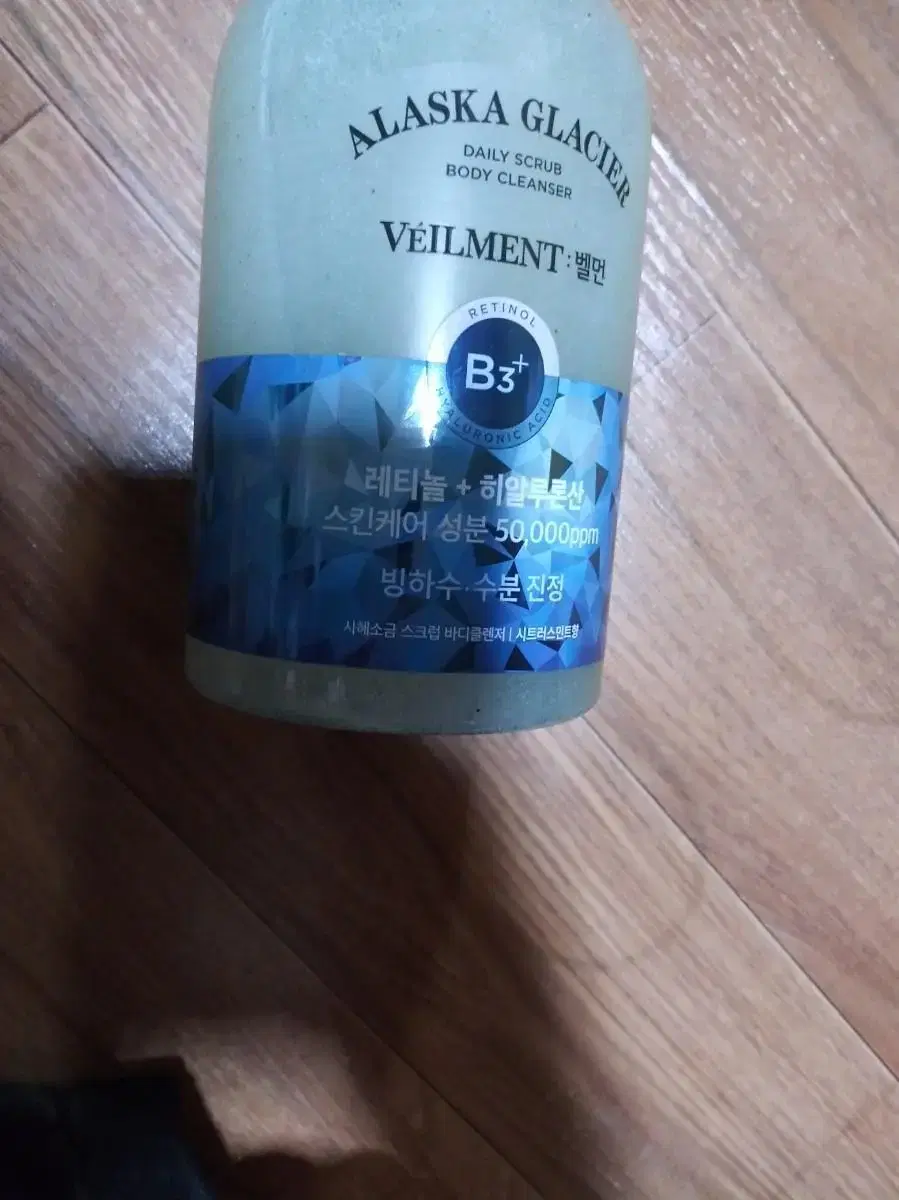 ALASKA GLACIER
DAILY SCRUB
BODY CLEANSER
VÉILMENT:벨먼
RETINOL
B3+
HYALURONIC ACID
레티놀 + 히알루론산
스킨케어 성분 50,000ppm
빙하수·수분 진정
사해소금 스크럽 바디클렌저 | 시트러스민트향